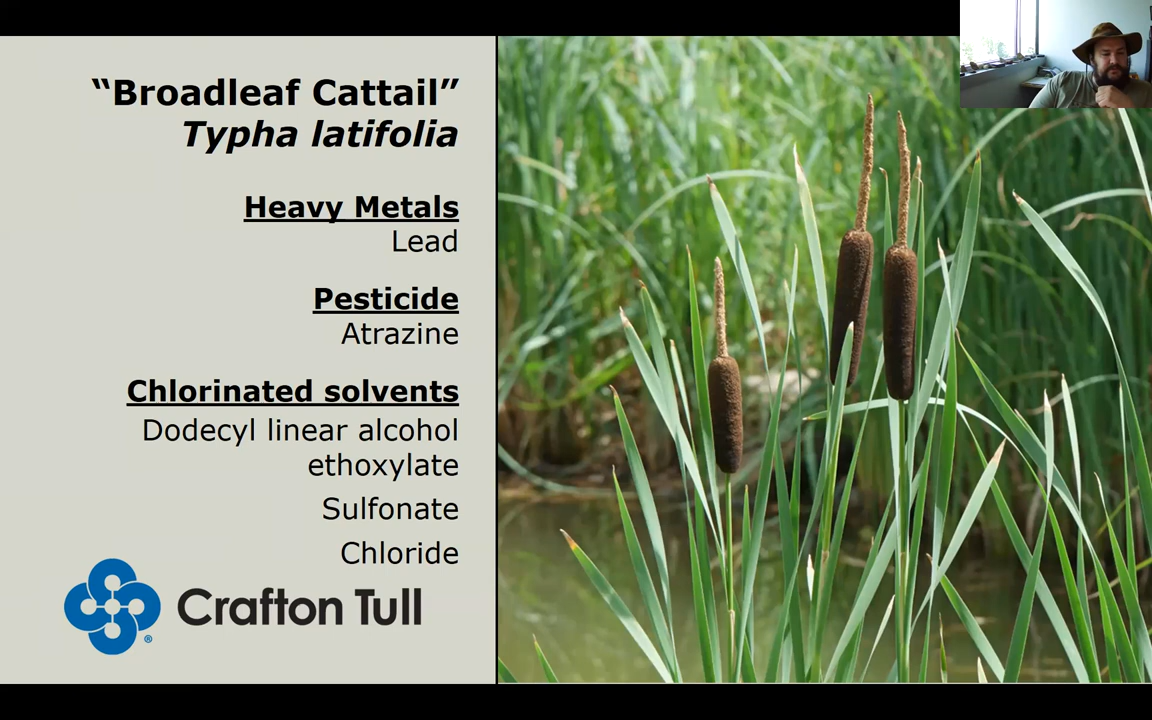 “Broadleaf Cattail”
Typha latifolia
Heavy Metals
Lead
Pesticide
Atrazine
Chlorinated solvents
Dodecyl linear alcohol
ethoxylate
Sulfonate
Chloride
Crafton Tull
®